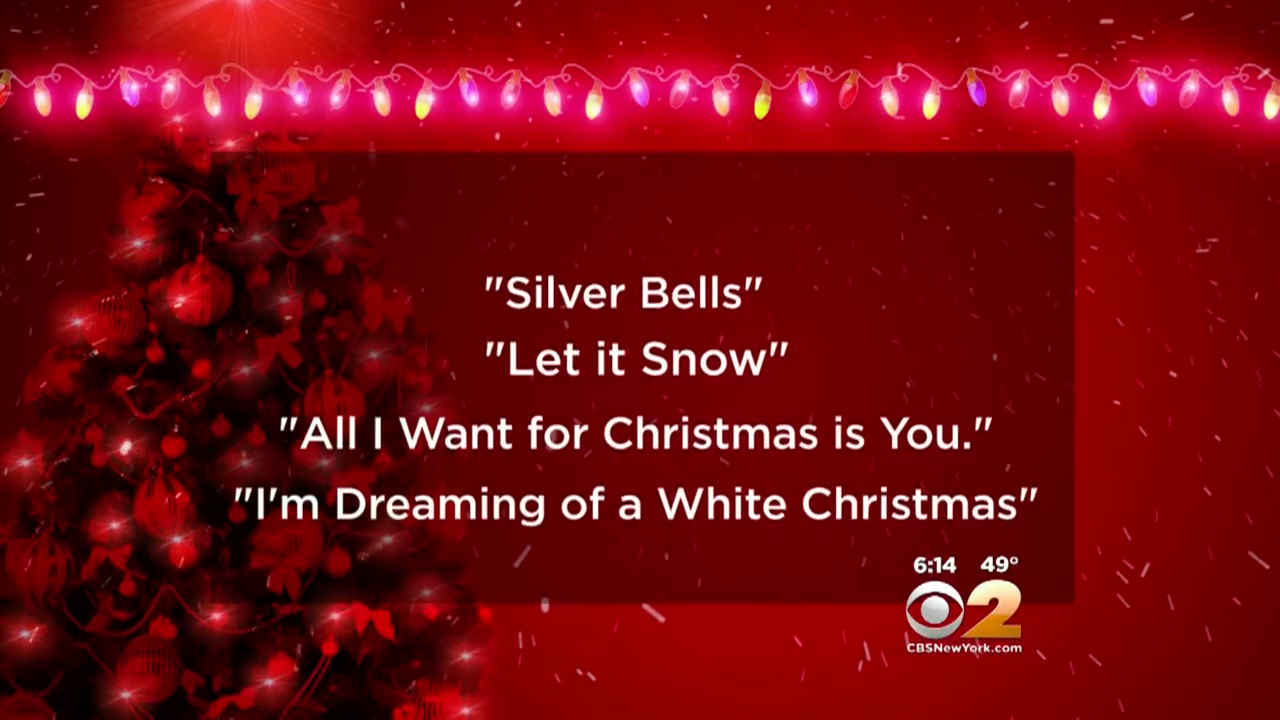 "Silver Bells"
"Let it Snow"
"All I Want for Christmas is You."
"I'm Dreaming of a White Christmas"
6:14 49°
2
CBSNewYork.com